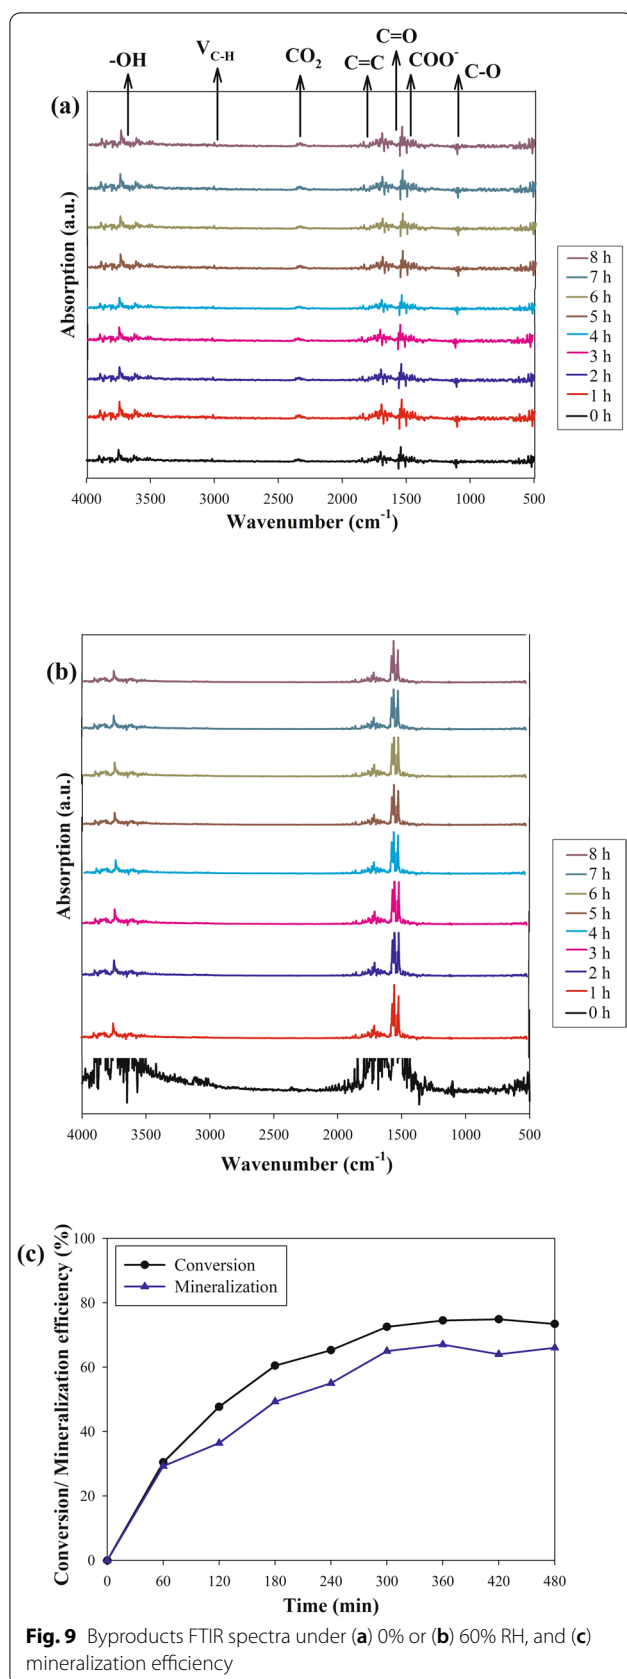 C=O
-OH V_C-H CO₂ C=C COO⁻ C-O
(a)
Absorption (a.u.)
8 h
7 h
6 h
5 h
4 h
3 h
2 h
1 h
0 h
4000 3500 3000 2500 2000 1500 1000 500
Wavenumber (cm⁻¹)
(b)
Absorption (a.u.)
8 h
7 h
6 h
5 h
4 h
3 h
2 h
1 h
0 h
4000 3500 3000 2500 2000 1500 1000 500
Wavenumber (cm⁻¹)
(c)
Conversion/ Mineralization efficiency (%)
100
80
60
40
20
0
Conversion
Mineralization
0 60 120 180 240 300 360 420 480
Time (min)
Fig. 9 Byproducts FTIR spectra under (a) 0% or (b) 60% RH, and (c)
mineralization efficiency